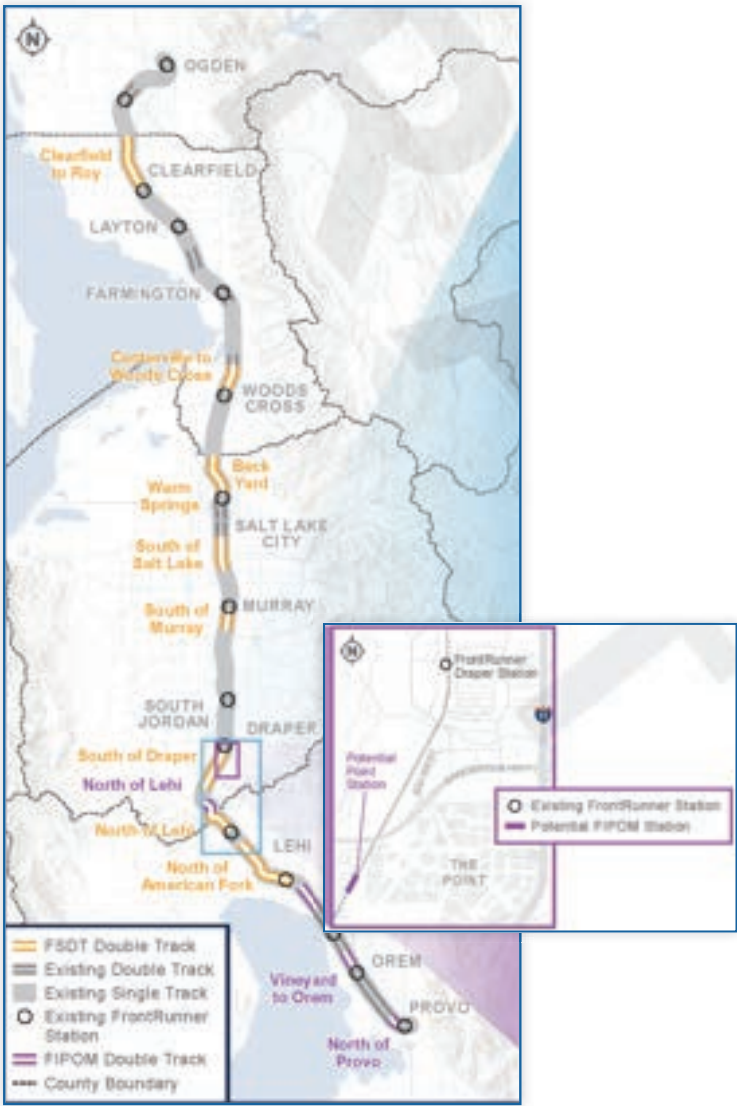 N
OGDEN
Clearfield
to Roy
CLEARFIELD
LAYTON
FARMINGTON
Centerville to
Woods Cross
WOODS
CROSS
Beck
Yard
Warm
Springs
SALT LAKE
CITY
South of
Salt Lake
MURRAY
South of
Murray
SOUTH
JORDAN
DRAPER
South of Draper
North of Lehi
North of Lehi
LEHI
North of
American Fork
OREM
Vineyard
to Orem
PROVO
North of
Provo
FSDT Double Track
Existing Double Track
Existing Single Track
Existing FrontRunner
Station
FIPOM Double Track
County Boundary
N
FrontRunner
Draper Station
Potential
Point
Station
THE
POINT
Existing FrontRunner Station
Potential FIPOM Station